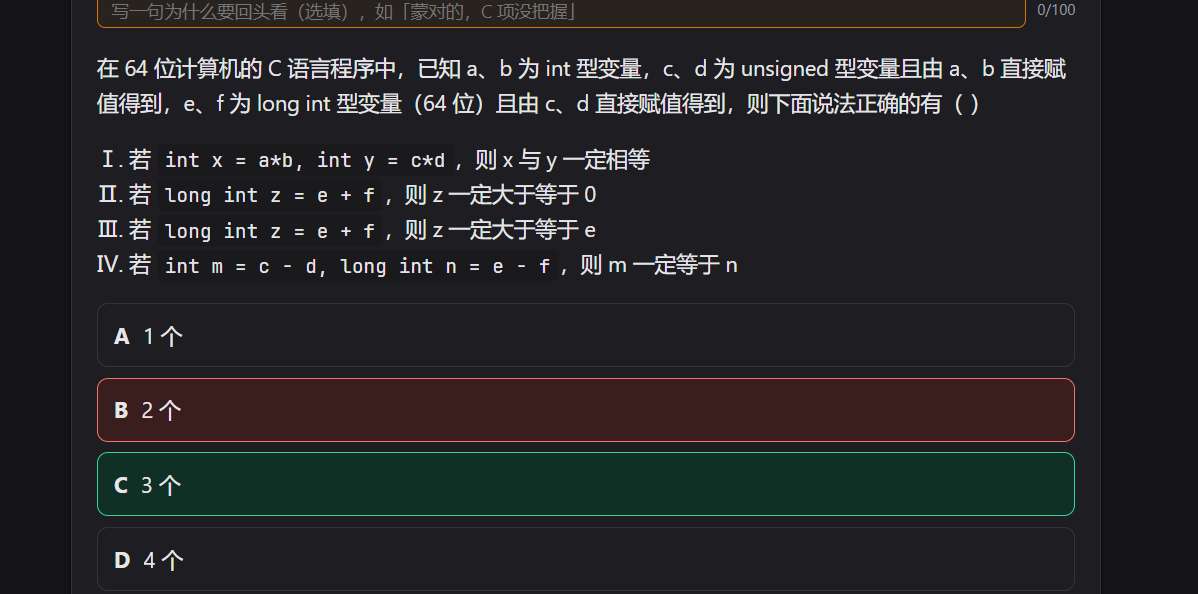 写一句为什么要回头看（选填），如「蒙对的，C 项没把握」
0/100
在 64 位计算机的 C 语言程序中，已知 a、b 为 int 型变量，c、d 为 unsigned 型变量且由 a、b 直接赋
值得到，e、f 为 long int 型变量（64 位）且由 c、d 直接赋值得到，则下面说法正确的有（ ）
Ⅰ. 若 int x = a*b, int y = c*d，则 x 与 y 一定相等
Ⅱ. 若 long int z = e + f，则 z 一定大于等于 0
Ⅲ. 若 long int z = e + f，则 z 一定大于等于 e
Ⅳ. 若 int m = c - d, long int n = e - f，则 m 一定等于 n
A 1 个
B 2 个
C 3 个
D 4 个